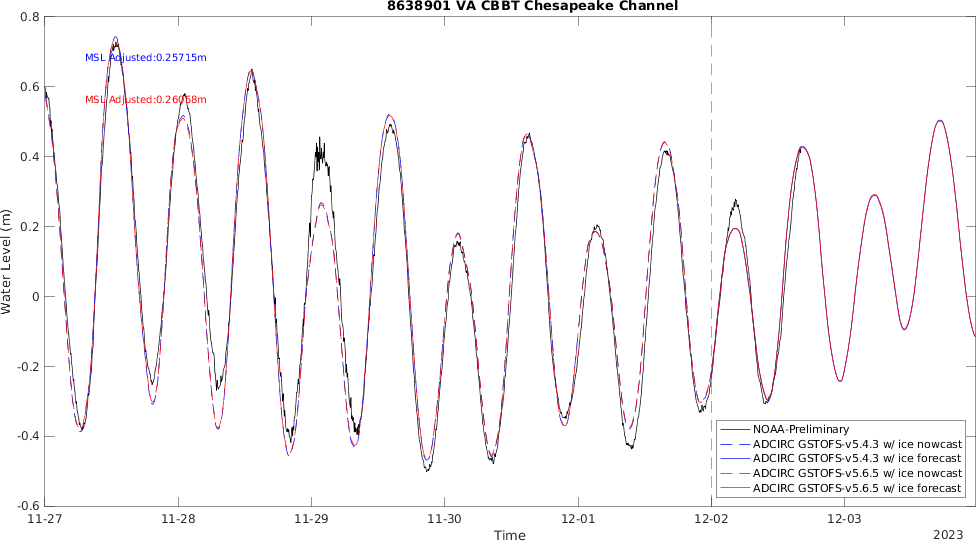 8638901 VA CBBT Chesapeake Channel
0.8
MSL Adjusted:0.25715m
0.6
MSL Adjusted:0.26058m
0.4
0.2
0
-0.2
-0.4
-0.6
Water Level (m)
NOAA-Preliminary
ADCIRC GSTOFS-v5.4.3 w/ ice nowcast
ADCIRC GSTOFS-v5.4.3 w/ ice forecast
ADCIRC GSTOFS-v5.6.5 w/ ice nowcast
ADCIRC GSTOFS-v5.6.5 w/ ice forecast
11-27 11-28 11-29 11-30 12-01 12-02 12-03
Time
2023